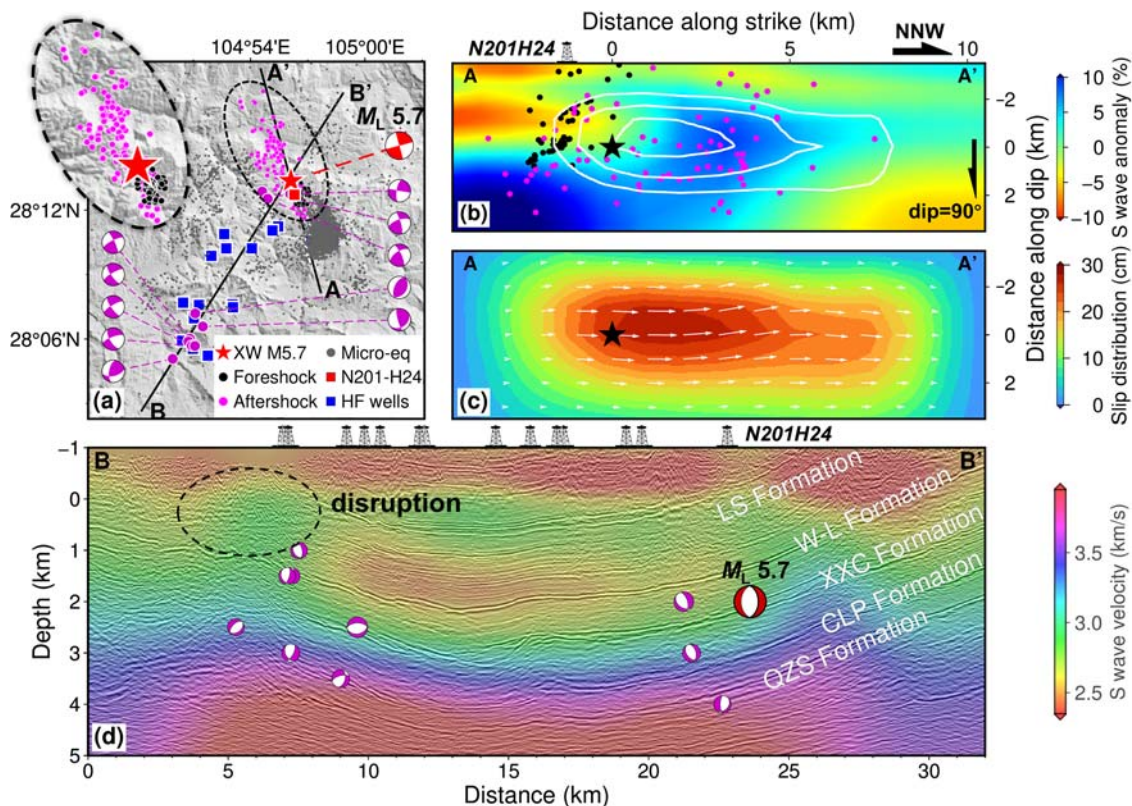 104°54'E 105°00'E
28°12'N
28°06'N
A'
B'
M_L 5.7
A
B
(a)
XW M5.7
Foreshock
Aftershock
Micro-eq
N201-H24
HF wells
Distance along strike (km)
N201H24
0 5 10
NNW
A A'
-2
0
2
(b)
dip=90°
Distance along dip (km)
10
5
0
−5
−10
S wave anomaly (%)
A A'
-2
0
2
(c)
30
20
10
0
Slip distribution (cm)
N201H24
B B'
disruption
LS Formation
W-L Formation
XXC Formation
CLP Formation
QZS Formation
M_L 5.7
−1
0
1
2
3
4
5
Depth (km)
(d)
0 5 10 15 20 25 30
Distance (km)
3.5
3.0
2.5
S wave velocity (km/s)